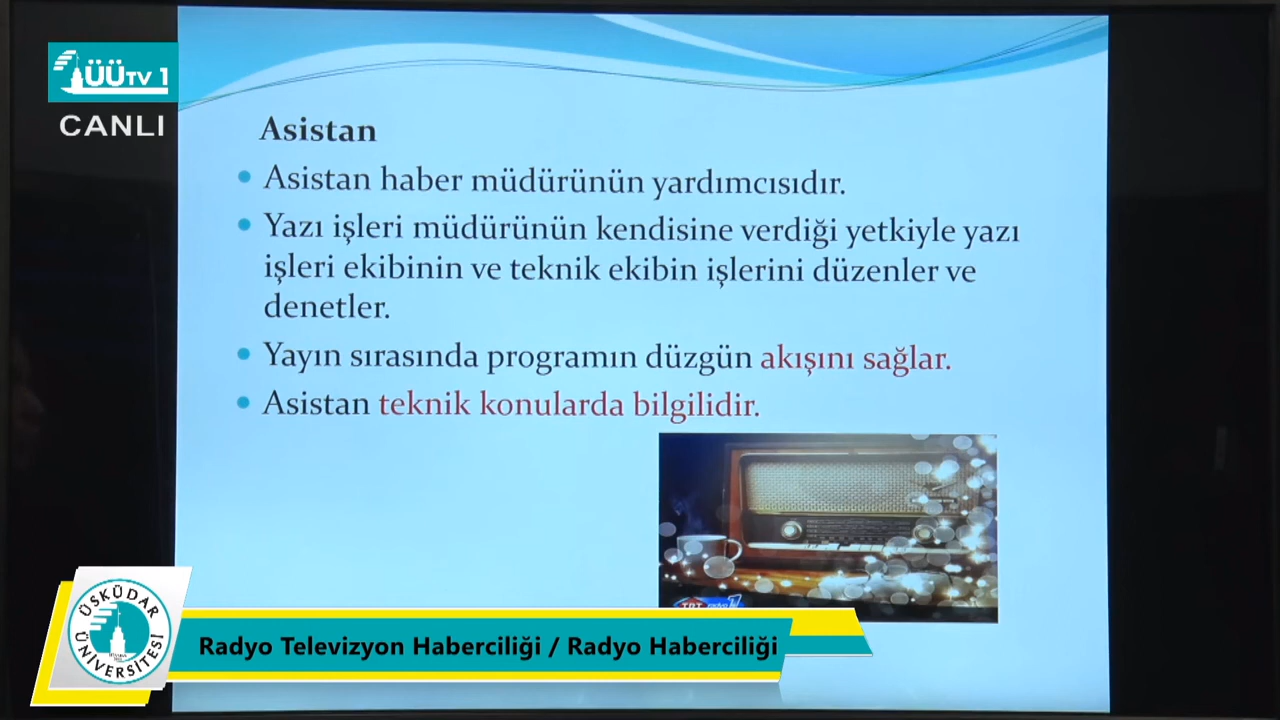 ÜÜTV 1
CANLI
Asistan
• Asistan haber müdürünün yardımcısıdır.
• Yazı işleri müdürünün kendisine verdiği yetkiyle yazı
işleri ekibinin ve teknik ekibin işlerini düzenler ve
denetler.
• Yayın sırasında programın düzgün akışını sağlar.
• Asistan teknik konularda bilgilidir.
TRT radyo 1
ÜSKÜDAR
ÜNİVERSİTESİ
Radyo Televizyon Haberciliği / Radyo Haberciliği